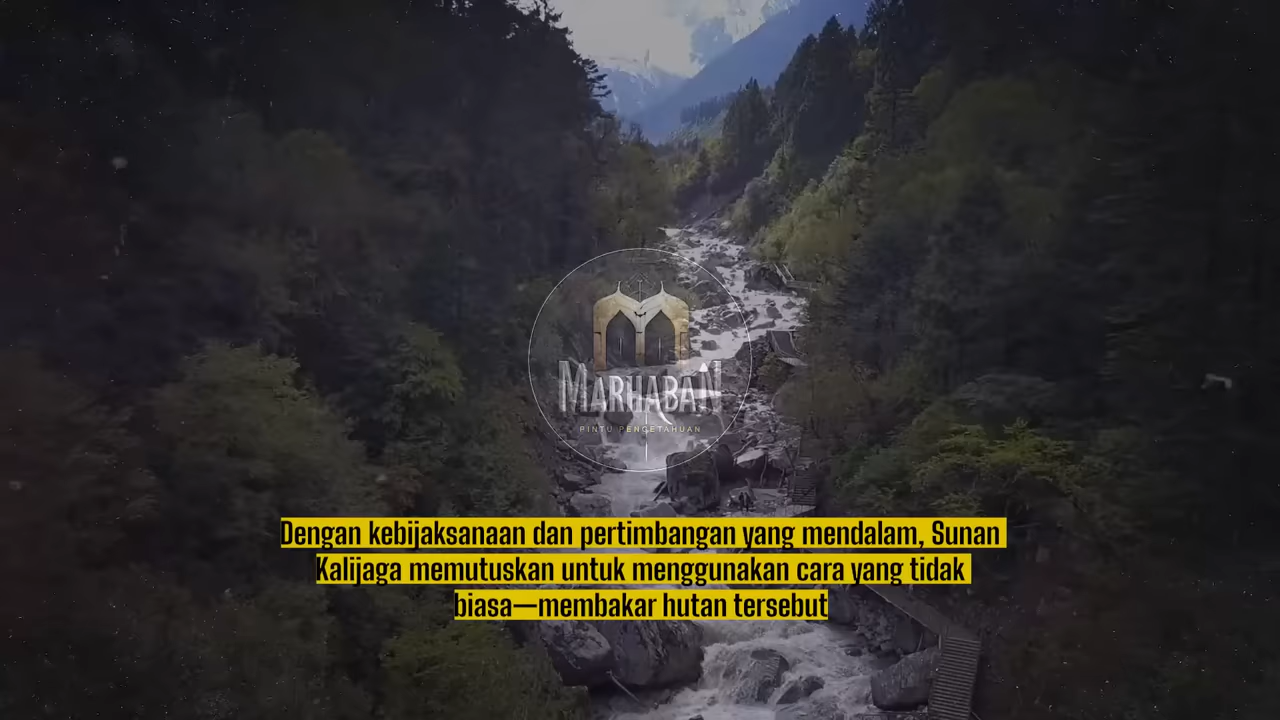 MARHABAN
PINTU PENGETAHUAN
Dengan kebijaksanaan dan pertimbangan yang mendalam, Sunan
Kalijaga memutuskan untuk menggunakan cara yang tidak
biasa—membakar hutan tersebut